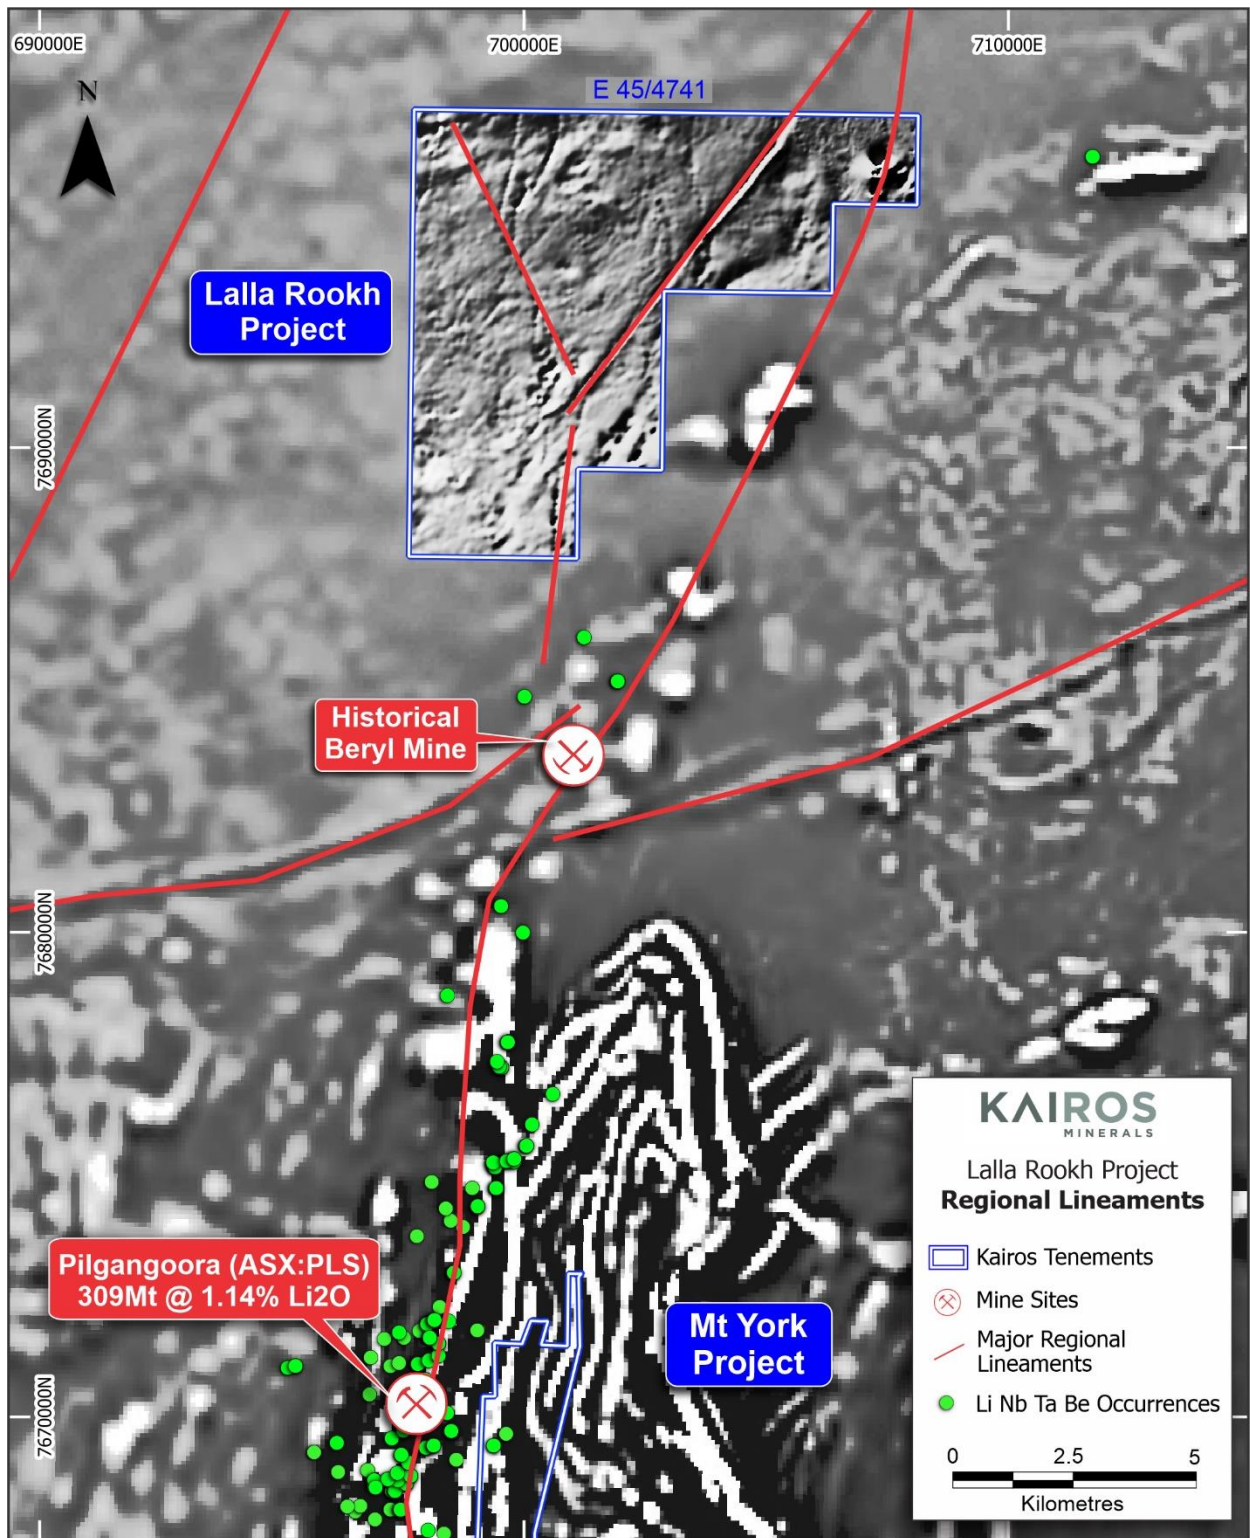 690000E
700000E
710000E
N
E 45/4741
Lalla Rookh
Project
7690000N
Historical
Beryl Mine
7680000N
Pilgangoora (ASX:PLS)
309Mt @ 1.14% Li2O
Mt York
Project
7670000N
KAIROS
MINERALS
Lalla Rookh Project
Regional Lineaments
Kairos Tenements
Mine Sites
Major Regional
Lineaments
Li Nb Ta Be Occurrences
0 2.5 5
Kilometres